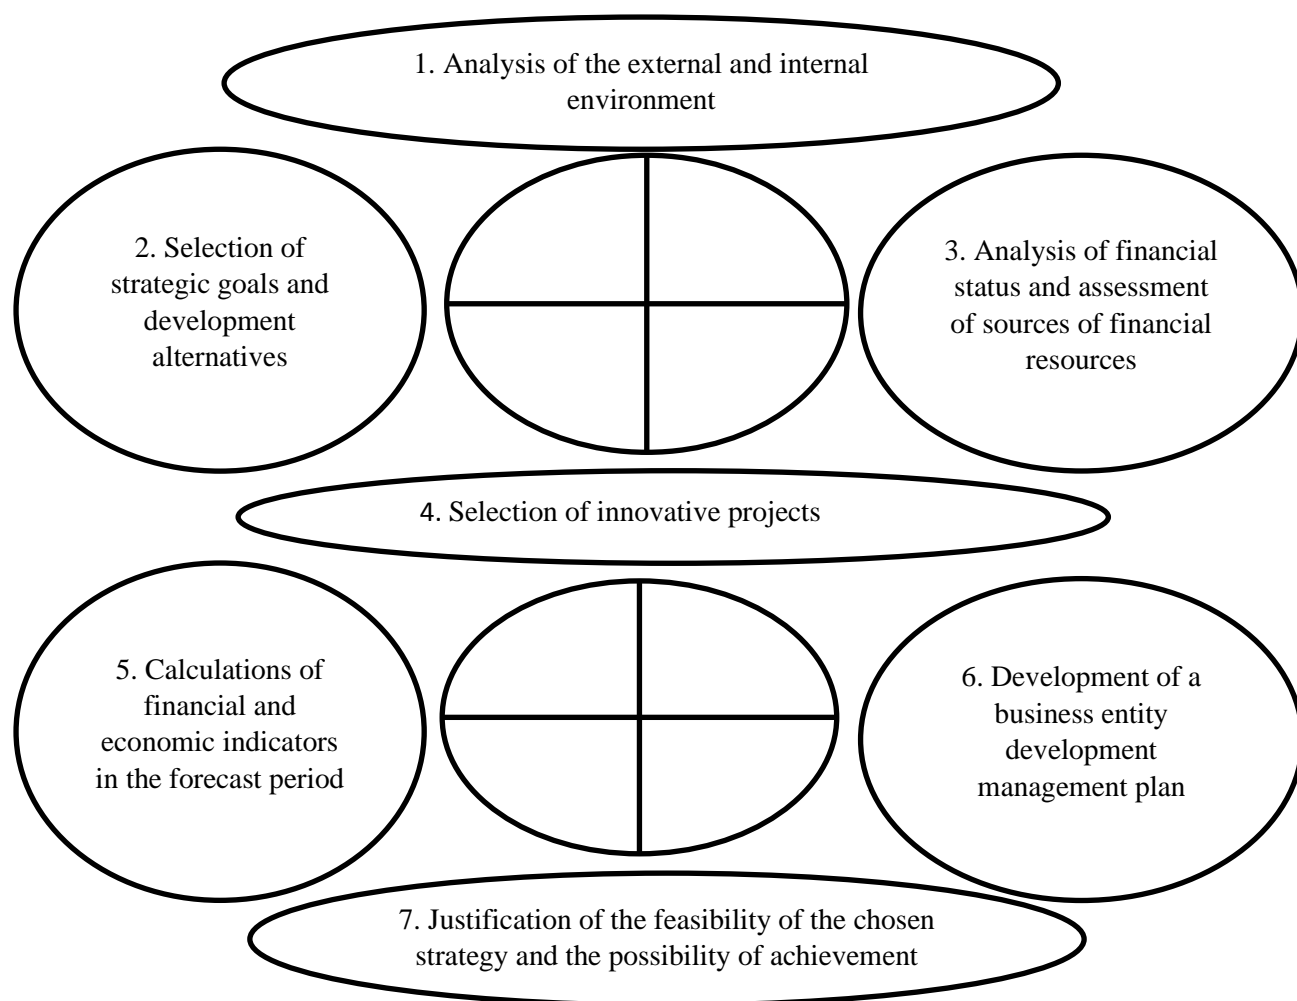 1. Analysis of the external and internal
environment
2. Selection of
strategic goals and
development
alternatives
3. Analysis of financial
status and assessment
of sources of financial
resources
4. Selection of innovative projects
5. Calculations of
financial and
economic indicators
in the forecast period
6. Development of a
business entity
development
management plan
7. Justification of the feasibility of the chosen
strategy and the possibility of achievement